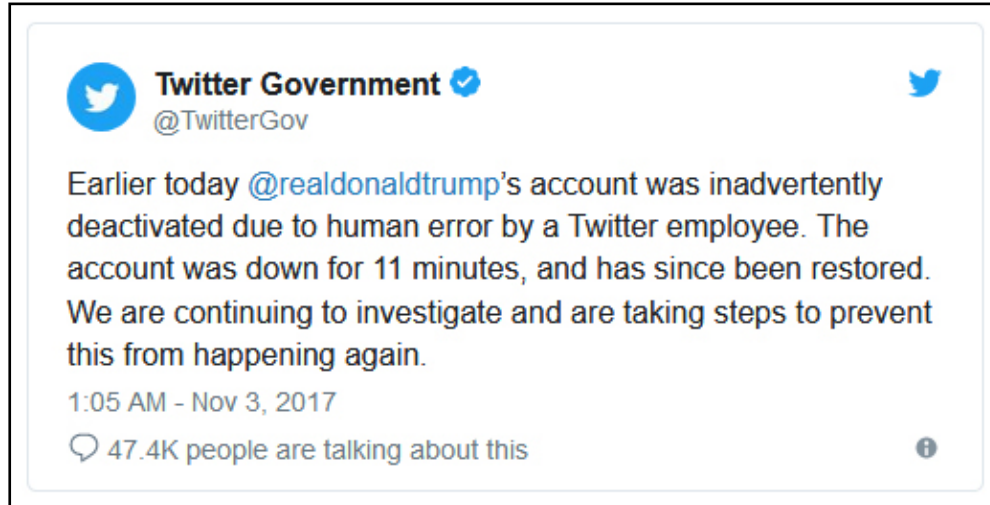 Twitter Government
@TwitterGov
Earlier today @realdonaldtrump's account was inadvertently
deactivated due to human error by a Twitter employee. The
account was down for 11 minutes, and has since been restored.
We are continuing to investigate and are taking steps to prevent
this from happening again.
1:05 AM - Nov 3, 2017
47.4K people are talking about this